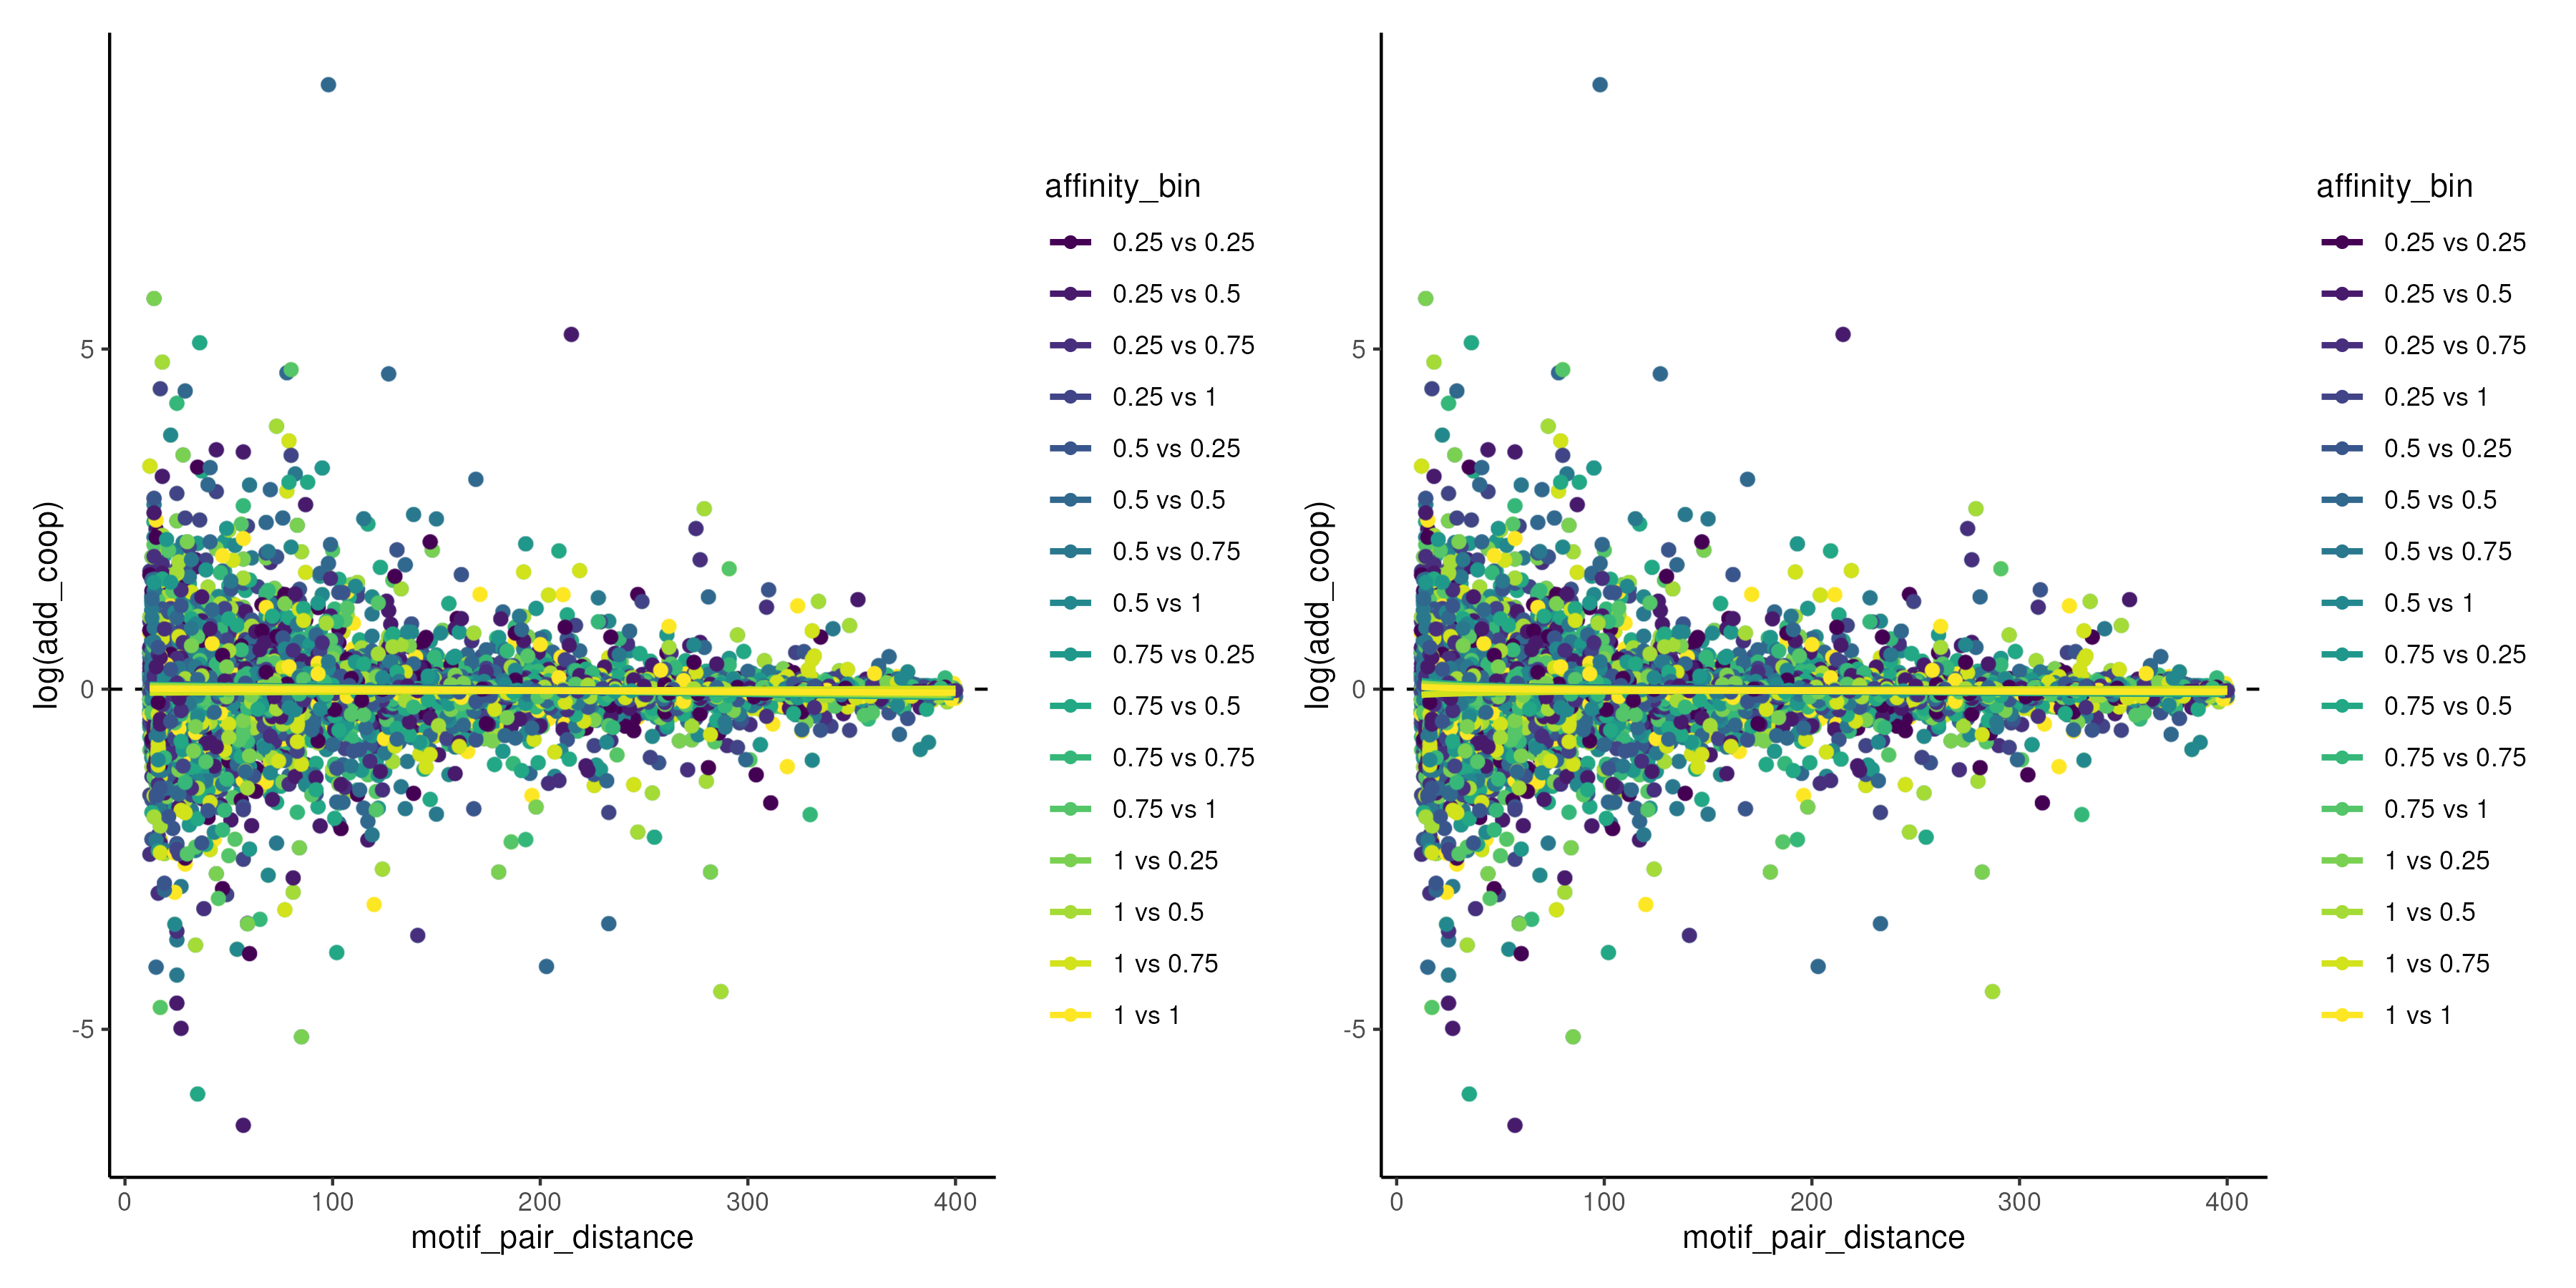 log(add_coop)
5
0
-5
0
100
200
300
400
motif_pair_distance
affinity_bin
0.25 vs 0.25
0.25 vs 0.5
0.25 vs 0.75
0.25 vs 1
0.5 vs 0.25
0.5 vs 0.5
0.5 vs 0.75
0.5 vs 1
0.75 vs 0.25
0.75 vs 0.5
0.75 vs 0.75
0.75 vs 1
1 vs 0.25
1 vs 0.5
1 vs 0.75
1 vs 1
log(add_coop)
5
0
-5
0
100
200
300
400
motif_pair_distance
affinity_bin
0.25 vs 0.25
0.25 vs 0.5
0.25 vs 0.75
0.25 vs 1
0.5 vs 0.25
0.5 vs 0.5
0.5 vs 0.75
0.5 vs 1
0.75 vs 0.25
0.75 vs 0.5
0.75 vs 0.75
0.75 vs 1
1 vs 0.25
1 vs 0.5
1 vs 0.75
1 vs 1